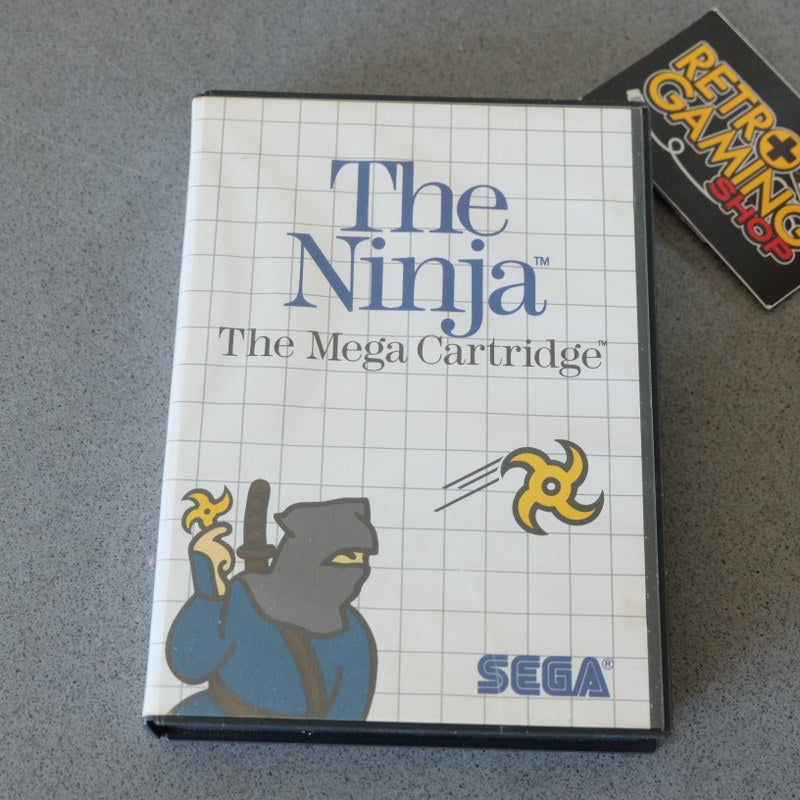 The
Ninja™
The Mega Cartridge™
SEGA®
RETRO
GAMING
SHOP